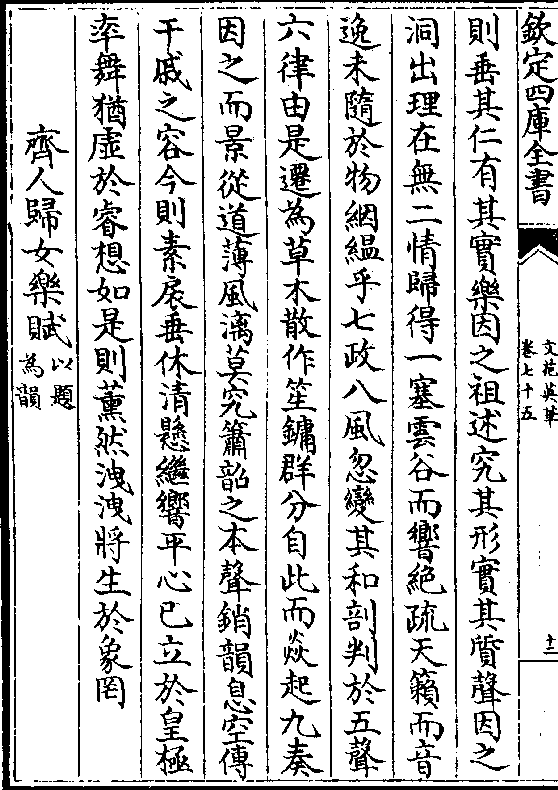 欽定四庫全書
文苑英華
卷七十五
十二
則垂其仁有其實樂因之祖述究其形實其質聲因之
洞出理在無二情歸得一塞雲谷而響絶疏天籟而音
逸未隨於物絪緼乎七政八風忽變其和剖判於五聲
六律由是遷為草木散作笙鏞群分自此而焱起九奏
因之而景從道薄風漓莫究簫韶之本聲銷韻息空傳
干戚之容今則素扆垂休清懸繼響平心已立於皇極
率舞猶虛於睿想如是則薫然洩洩將生於象罔
齊人歸女樂賦以題為韻